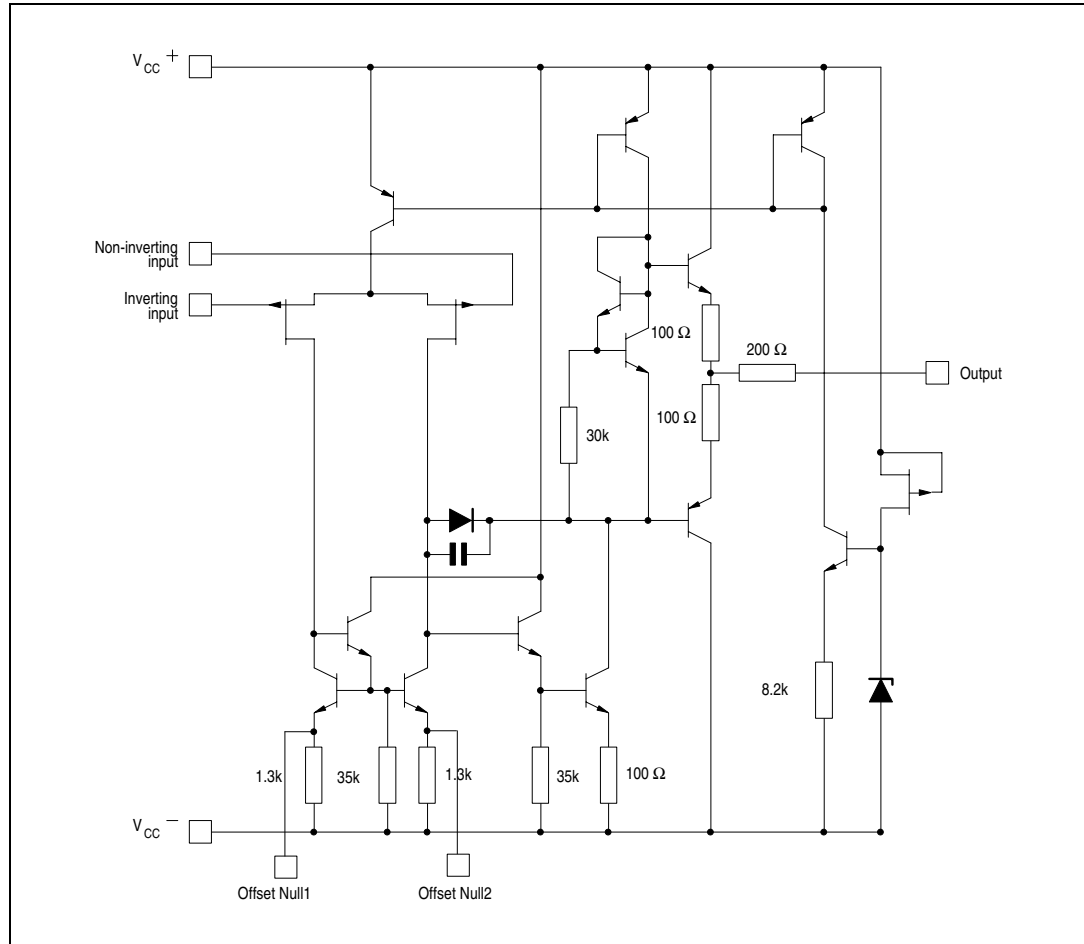 V CC +
Non-inverting
input
Inverting
input
100 Ω
200 Ω
Output
100 Ω
30k
8.2k
1.3k
35k
1.3k
35k
100 Ω
V CC −
Offset Null1
Offset Null2